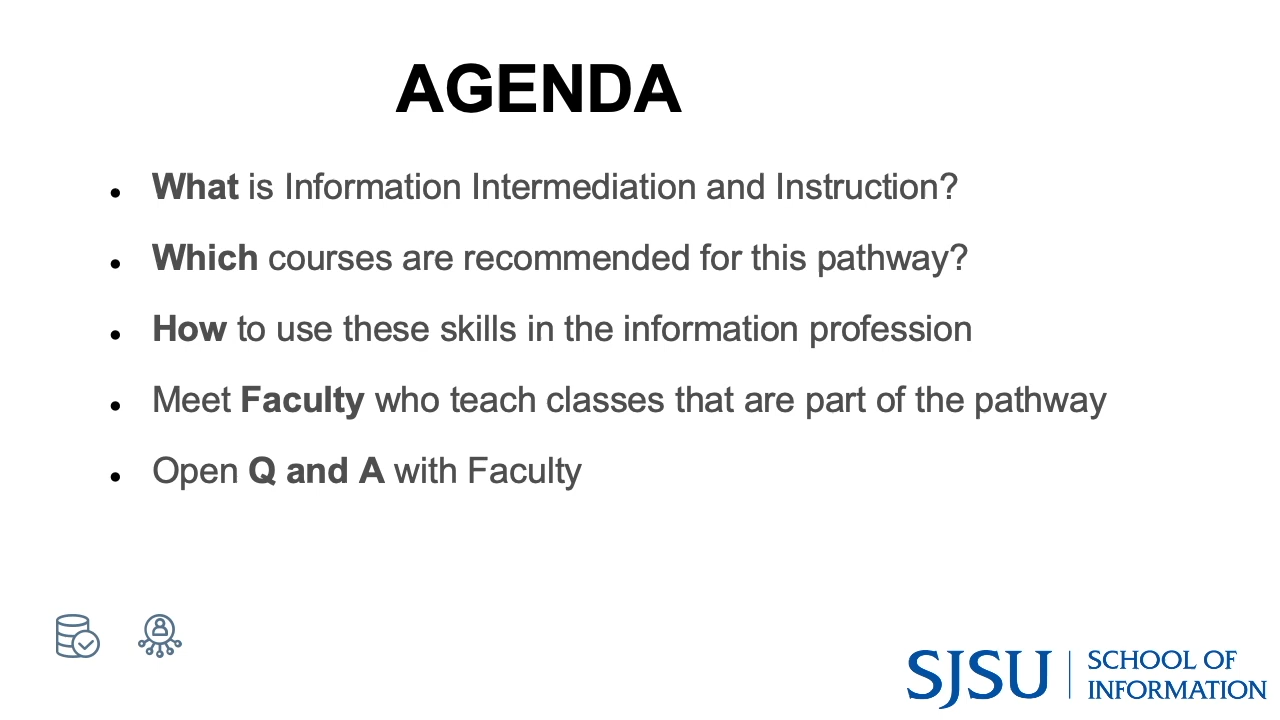 AGENDA
What is Information Intermediation and Instruction?
Which courses are recommended for this pathway?
How to use these skills in the information profession
Meet Faculty who teach classes that are part of the pathway
Open Q and A with Faculty
SJSU
SCHOOL OF
INFORMATION